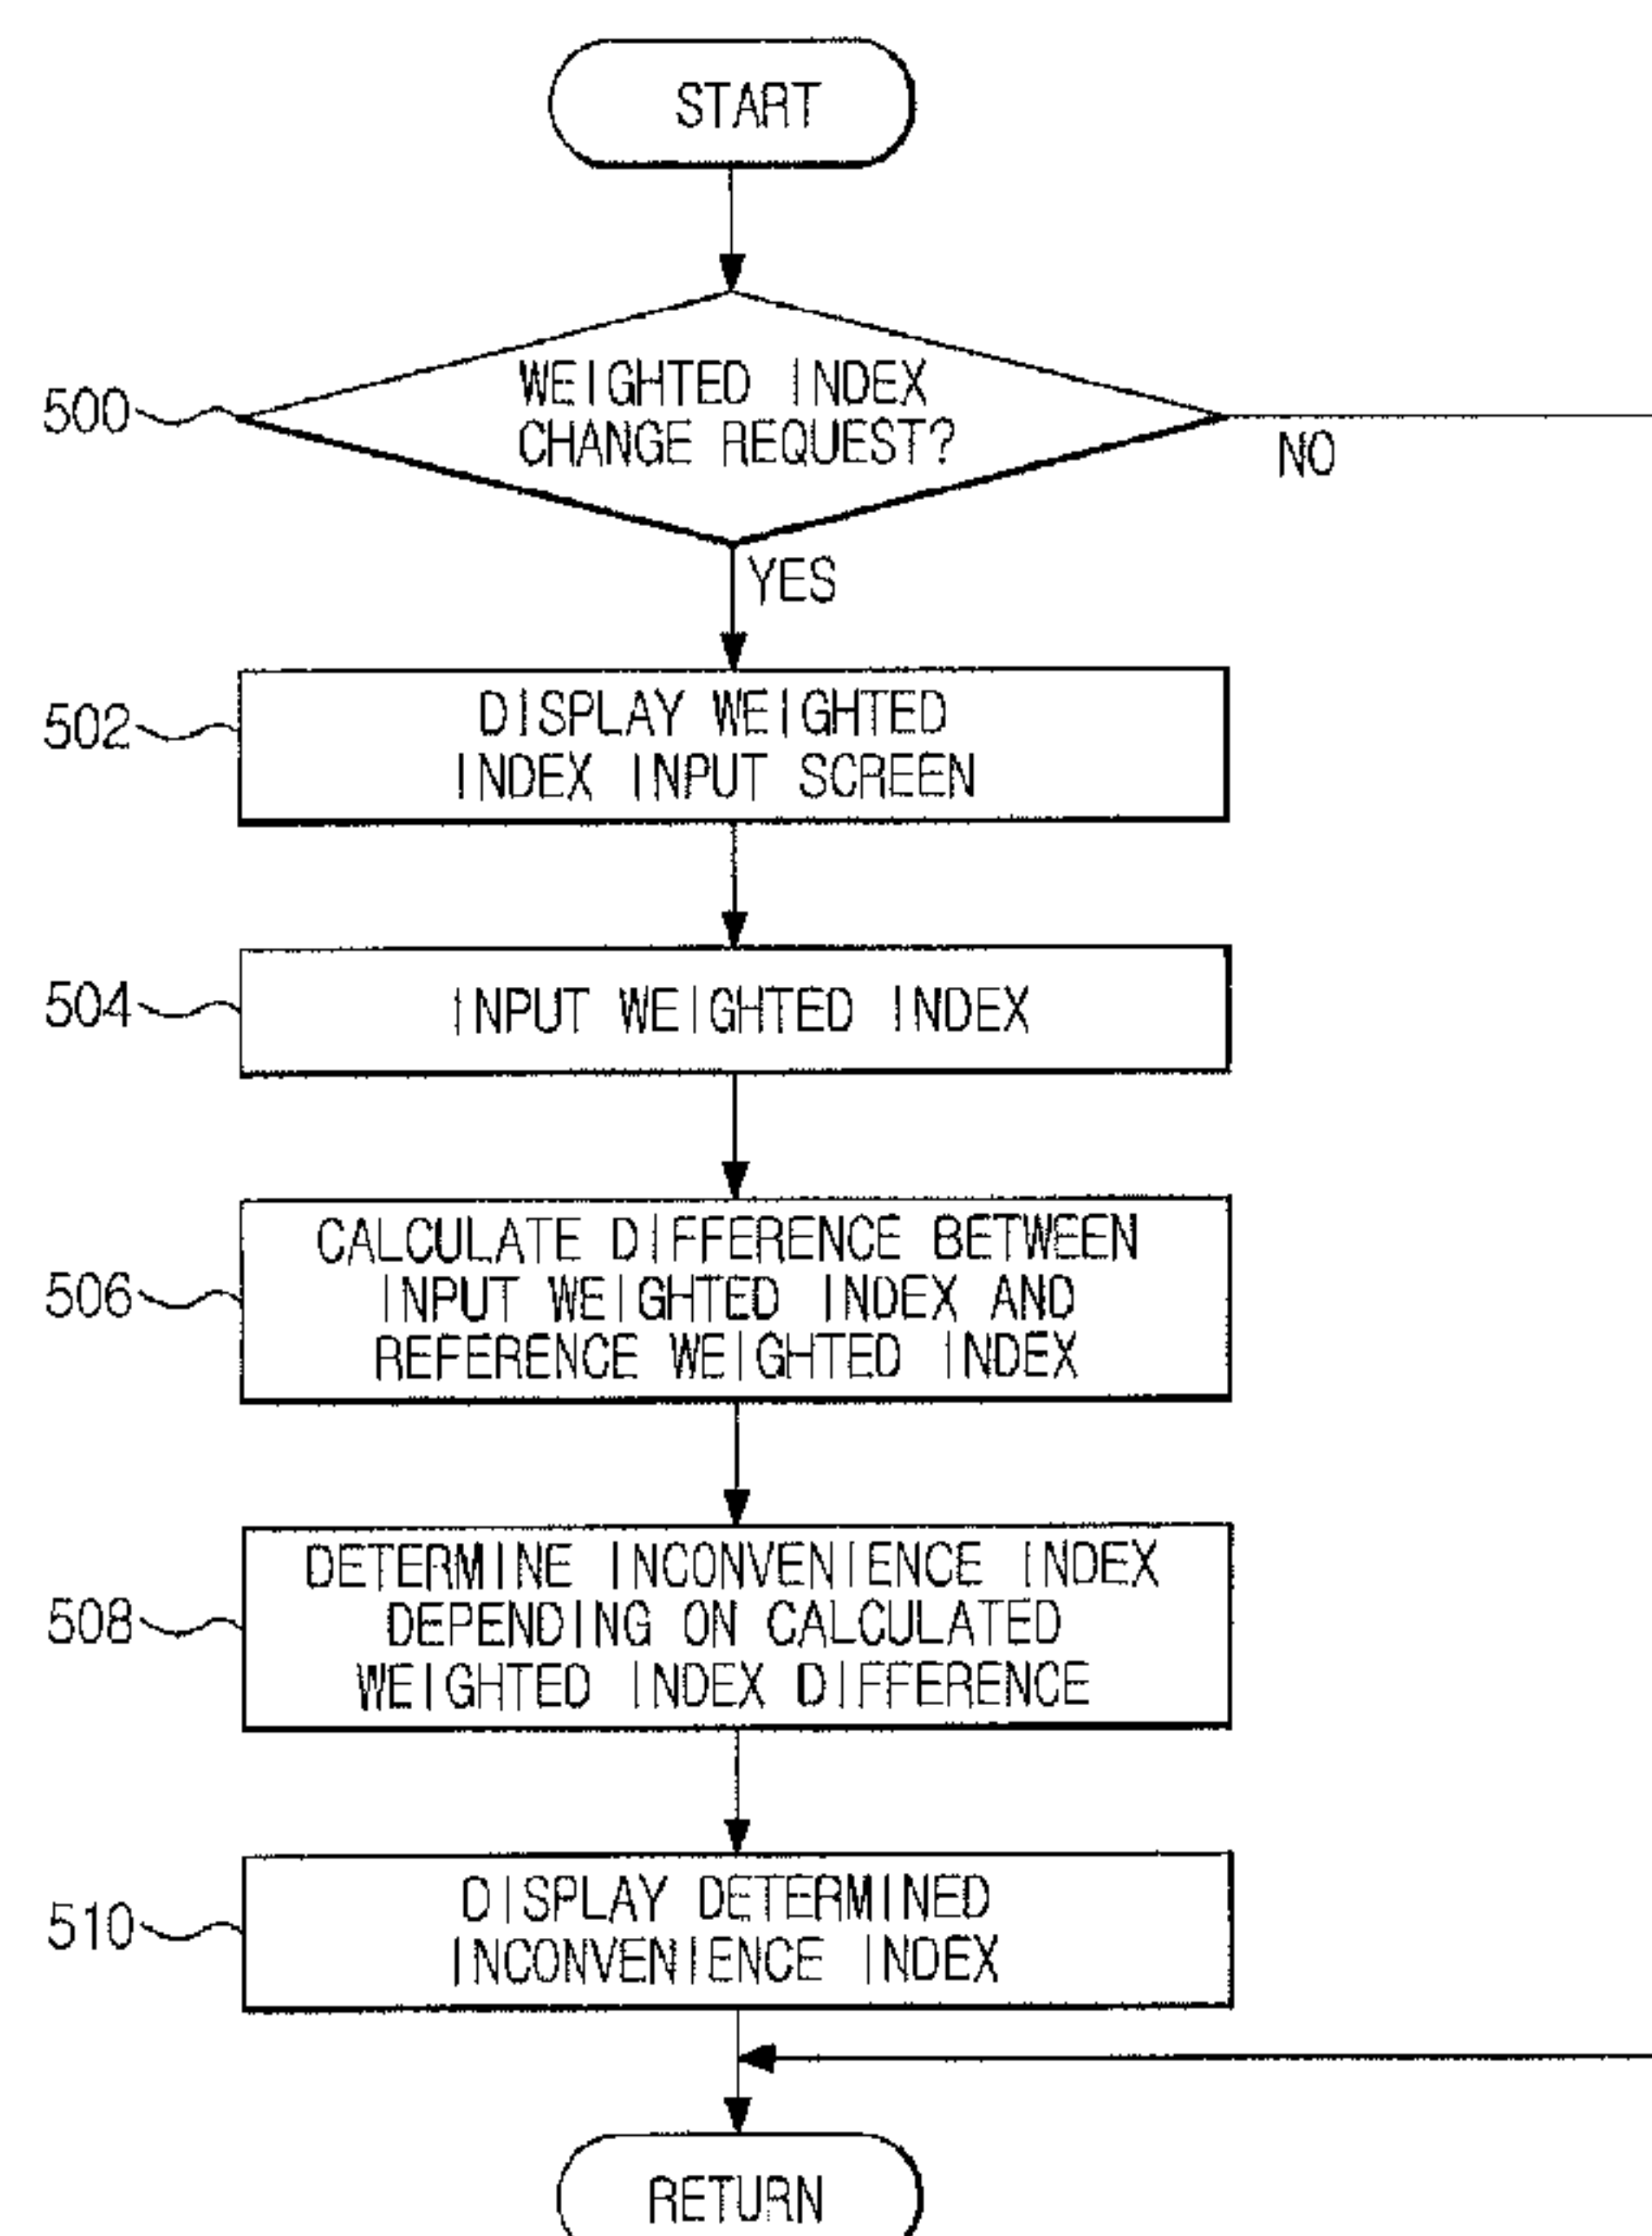 START
500
WEIGHTED INDEX
CHANGE REQUEST?
NO
YES
502
DISPLAY WEIGHTED
INDEX INPUT SCREEN
504
INPUT WEIGHTED INDEX
506
CALCULATE DIFFERENCE BETWEEN
INPUT WEIGHTED INDEX AND
REFERENCE WEIGHTED INDEX
508
DETERMINE INCONVENIENCE INDEX
DEPENDING ON CALCULATED
WEIGHTED INDEX DIFFERENCE
510
DISPLAY DETERMINED
INCONVENIENCE INDEX
RETURN